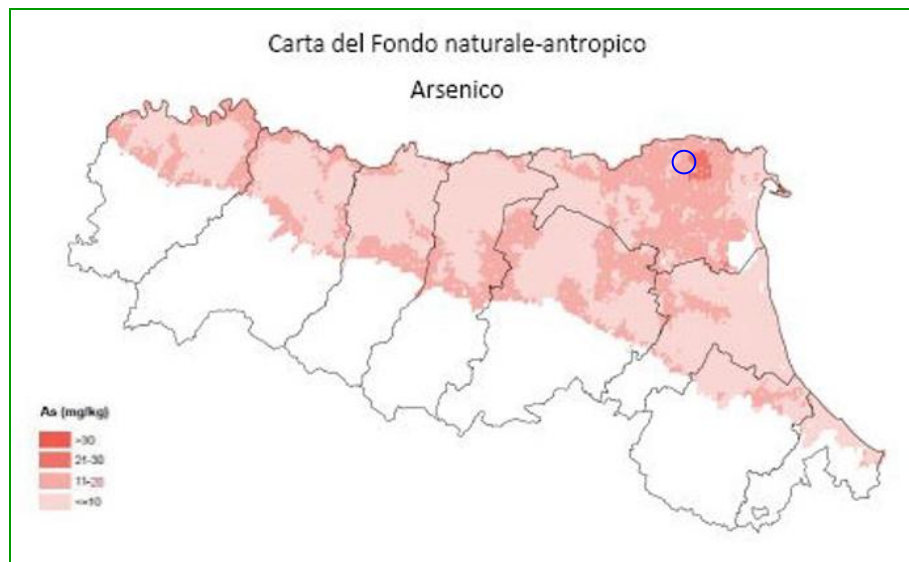 Carta del Fondo naturale-antropico
Arsenico
As (mg/kg)
>30
21-30
11-20
<=10